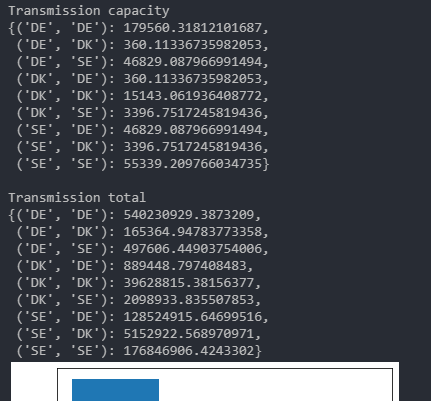 Transmission capacity
{('DE', 'DE'): 179560.31812101687,
('DE', 'DK'): 360.11336735982053,
('DE', 'SE'): 46829.087966991494,
('DK', 'DE'): 360.11336735982053,
('DK', 'DK'): 15143.061936408772,
('DK', 'SE'): 3396.7517245819436,
('SE', 'DE'): 46829.087966991494,
('SE', 'DK'): 3396.7517245819436,
('SE', 'SE'): 55339.209766034735}
Transmission total
{('DE', 'DE'): 540230929.3873209,
('DE', 'DK'): 165364.94783773358,
('DE', 'SE'): 497606.44903754006,
('DK', 'DE'): 889448.797408483,
('DK', 'DK'): 39628815.38156377,
('DK', 'SE'): 2098933.835507853,
('SE', 'DE'): 128524915.64699516,
('SE', 'DK'): 5152922.568970971,
('SE', 'SE'): 176846906.4243302}